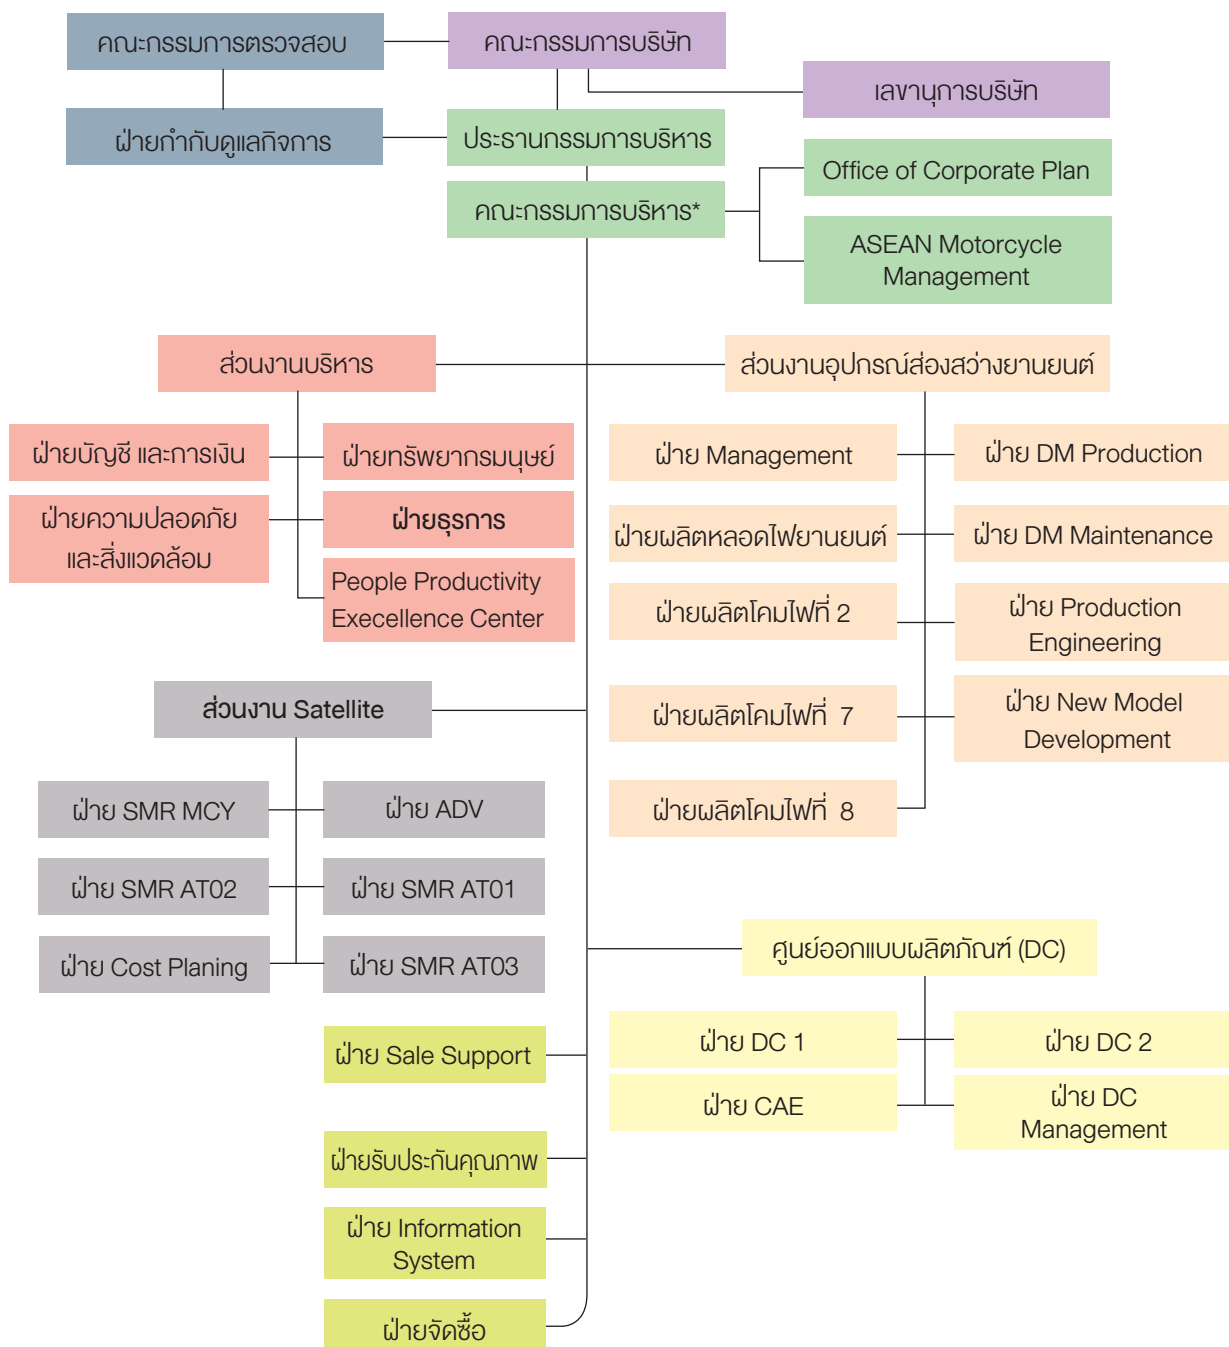 คณะกรรมการตรวจสอบ
คณะกรรมการบริษัท
เลขานุการบริษัท
ฝ่ายกำกับดูแลกิจการ
ประธานกรรมการบริหาร
Office of Corporate Plan
คณะกรรมการบริหาร*
ASEAN Motorcycle
Management
ส่วนงานบริหาร
ส่วนงานอุปกรณ์ส่องสว่างยานยนต์
ฝ่ายบัญชี และการเงิน
ฝ่ายทรัพยากรมนุษย์
ฝ่ายความปลอดภัย
และสิ่งแวดล้อม
ฝ่ายธุรการ
People Productivity
Execellence Center
ฝ่าย Management
ฝ่าย DM Production
ฝ่ายผลิตหลอดไฟยานยนต์
ฝ่าย DM Maintenance
ฝ่ายผลิตโคมไฟที่ 2
ฝ่าย Production
Engineering
ฝ่ายผลิตโคมไฟที่ 7
ฝ่าย New Model
Development
ฝ่ายผลิตโคมไฟที่ 8
ส่วนงาน Satellite
ฝ่าย SMR MCY
ฝ่าย ADV
ฝ่าย SMR AT02
ฝ่าย SMR AT01
ฝ่าย Cost Planing
ฝ่าย SMR AT03
ศูนย์ออกแบบผลิตภัณฑ์ (DC)
ฝ่าย DC 1
ฝ่าย DC 2
ฝ่าย CAE
ฝ่าย DC
Management
ฝ่าย Sale Support
ฝ่ายรับประกันคุณภาพ
ฝ่าย Information
System
ฝ่ายจัดซื้อ